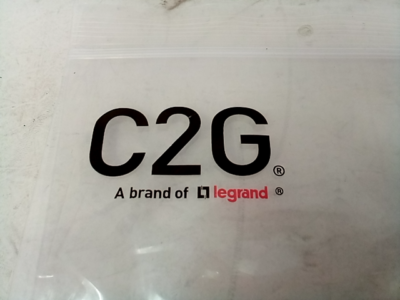 C2G®
A brand of legrand ®